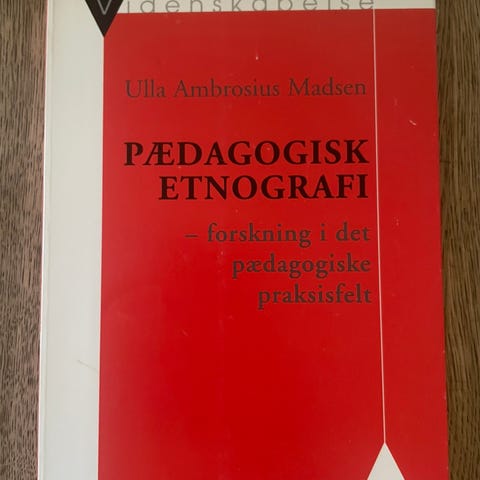 Videnskabelse
Ulla Ambrosius Madsen
PÆDAGOGISK
ETNOGRAFI
– forskning i det
pædagogiske
praksisfelt